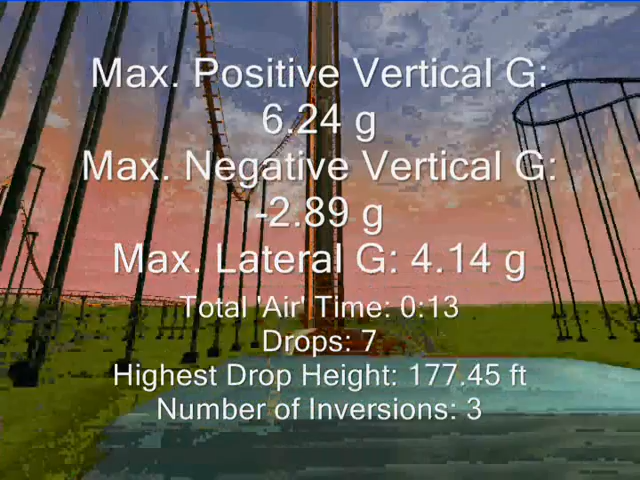 Max. Positive Vertical G:
6.24 g
Max. Negative Vertical G:
-2.89 g
Max. Lateral G: 4.14 g
Total 'Air' Time: 0:13
Drops: 7
Highest Drop Height: 177.45 ft
Number of Inversions: 3